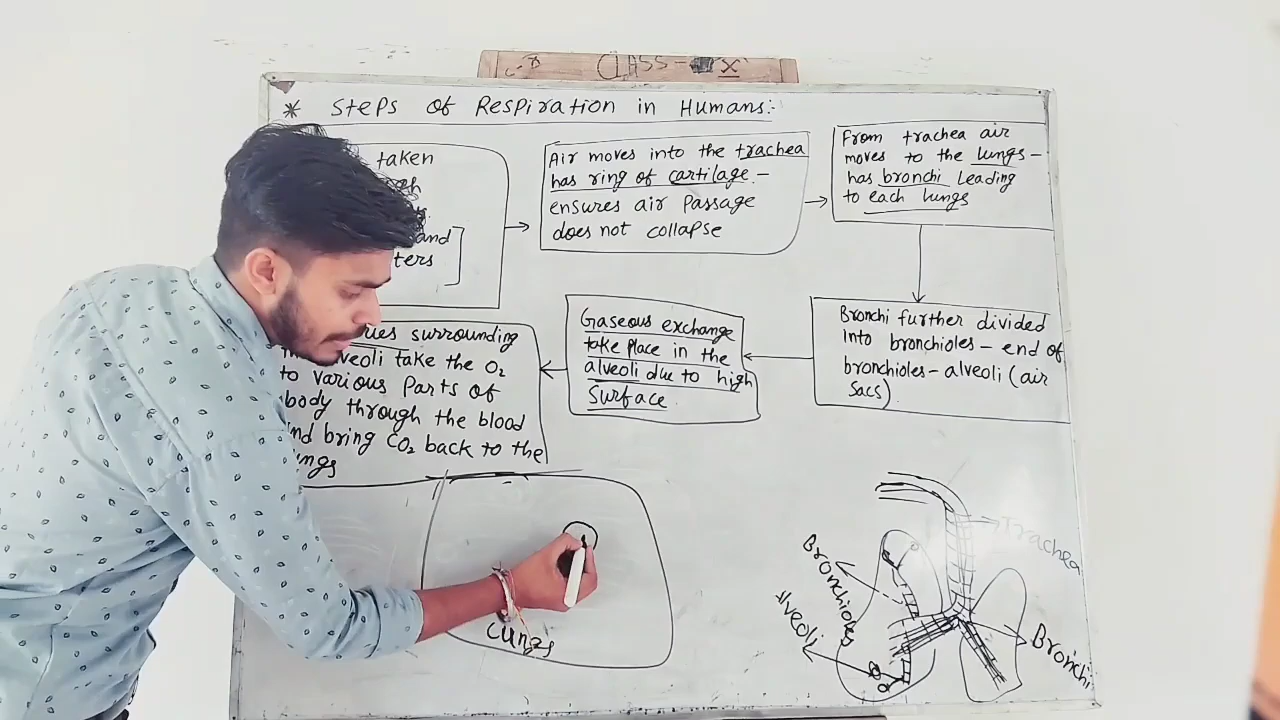 CLASS - X
* Steps of Respiration in Humans:
taken
and
Air moves into the trachea
has ring of cartilage -
ensures air passage
does not collapse
From trachea air
moves to the lungs -
has bronchi leading
to each lungs
Bronchi further divided
into bronchioles - end of
bronchioles - alveoli (air
sacs).
Gaseous exchange
take place in the
alveoli due to high
surface.
surrounding
take the O₂
to various parts of
body through the blood
and bring CO₂ back to the
lungs
Lungs
Trachea
Bronchioles
Alveoli
Bronchi